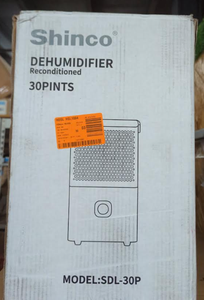 Shinco®
DEHUMIDIFIER
Reconditioned
30PINTS
MODEL:SDL-30P